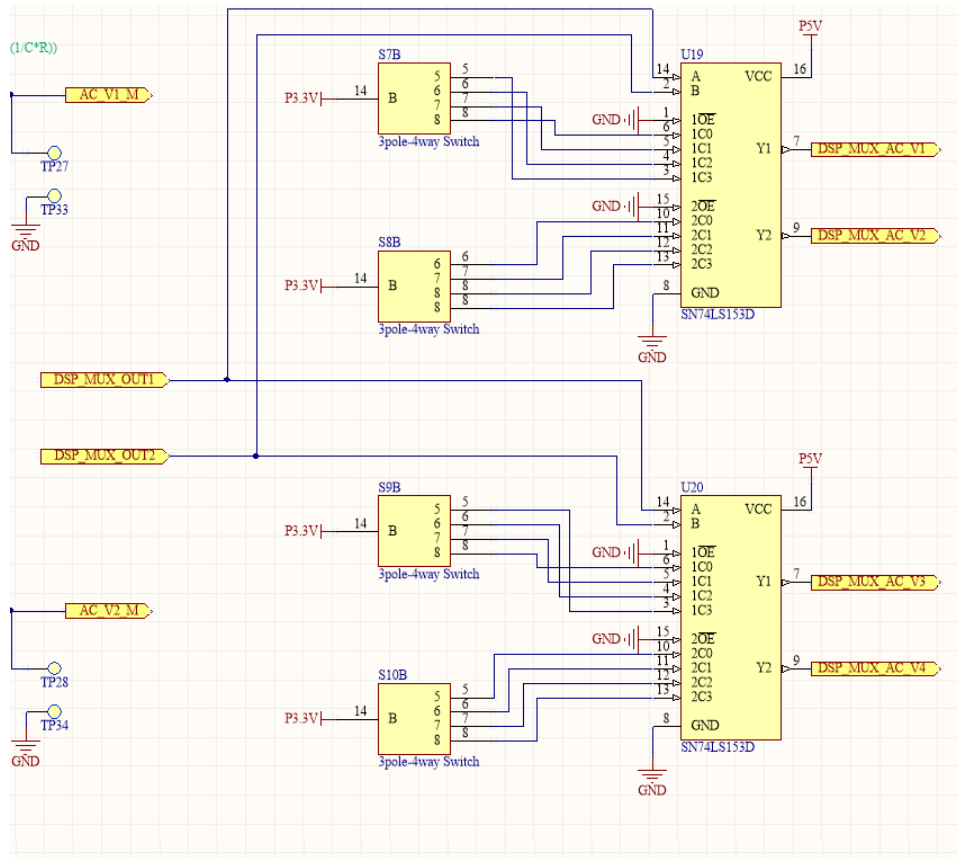 (1/C*R))
AC_V1_M
TP27
TP33
GND
S7B
P3.3V 14 B 5 6 7 8
5 6 7 8
3pole-4way Switch
S8B
P3.3V 14 B 6 7 8 8
6 7 8 8
3pole-4way Switch
U19
P5V
14 A VCC 16
2 B
GND 1 1OE
6 1C0
5 1C1 Y1 7 DSP_MUX_AC_V1
4 1C2
3 1C3
GND 15 2OE
10 2C0
11 2C1 Y2 9 DSP_MUX_AC_V2
12 2C2
13 2C3
8 GND
SN74LS153D
GND
DSP_MUX_OUT1
DSP_MUX_OUT2
AC_V2_M
TP28
TP34
GND
S9B
P3.3V 14 B 5 6 7 8
5 6 7 8
3pole-4way Switch
S10B
P3.3V 14 B 5 6 7 8
5 6 7 8
3pole-4way Switch
U20
P5V
14 A VCC 16
2 B
GND 1 1OE
6 1C0
5 1C1 Y1 7 DSP_MUX_AC_V3
4 1C2
3 1C3
GND 15 2OE
10 2C0
11 2C1 Y2 9 DSP_MUX_AC_V4
12 2C2
13 2C3
8 GND
SN74LS153D
GND